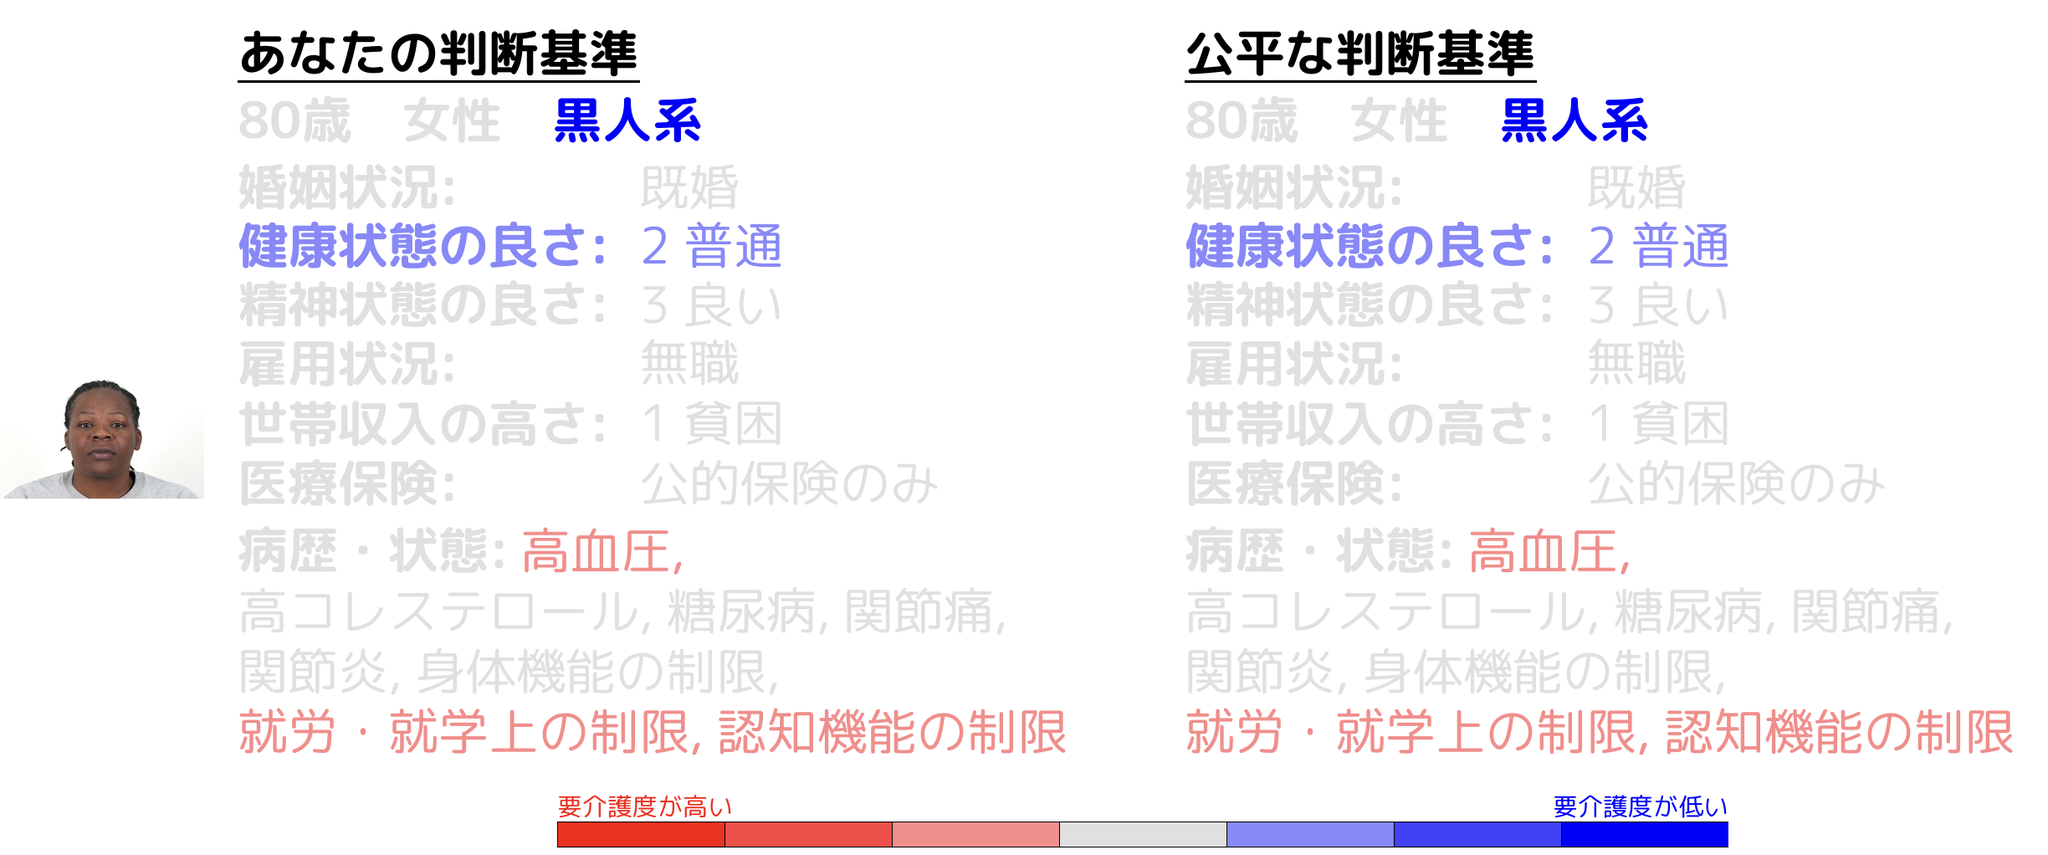 あなたの判断基準
80歳　女性　黒人系
婚姻状況: 既婚
健康状態の良さ: 2 普通
精神状態の良さ: 3 良い
雇用状況: 無職
世帯収入の高さ: 1 貧困
医療保険: 公的保険のみ
病歴・状態: 高血圧,
高コレステロール, 糖尿病, 関節痛,
関節炎, 身体機能の制限,
就労・就学上の制限, 認知機能の制限
公平な判断基準
80歳　女性　黒人系
婚姻状況: 既婚
健康状態の良さ: 2 普通
精神状態の良さ: 3 良い
雇用状況: 無職
世帯収入の高さ: 1 貧困
医療保険: 公的保険のみ
病歴・状態: 高血圧,
高コレステロール, 糖尿病, 関節痛,
関節炎, 身体機能の制限,
就労・就学上の制限, 認知機能の制限
要介護度が高い
要介護度が低い